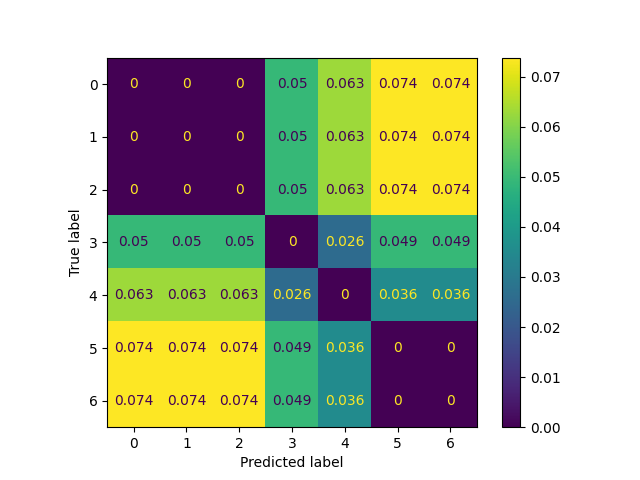 0 0 0 0 0.05 0.063 0.074 0.074
1 0 0 0 0.05 0.063 0.074 0.074
2 0 0 0 0.05 0.063 0.074 0.074
3 0.05 0.05 0.05 0 0.026 0.049 0.049
4 0.063 0.063 0.063 0.026 0 0.036 0.036
5 0.074 0.074 0.074 0.049 0.036 0 0
6 0.074 0.074 0.074 0.049 0.036 0 0
0 1 2 3 4 5 6
True label
Predicted label
0.07
0.06
0.05
0.04
0.03
0.02
0.01
0.00